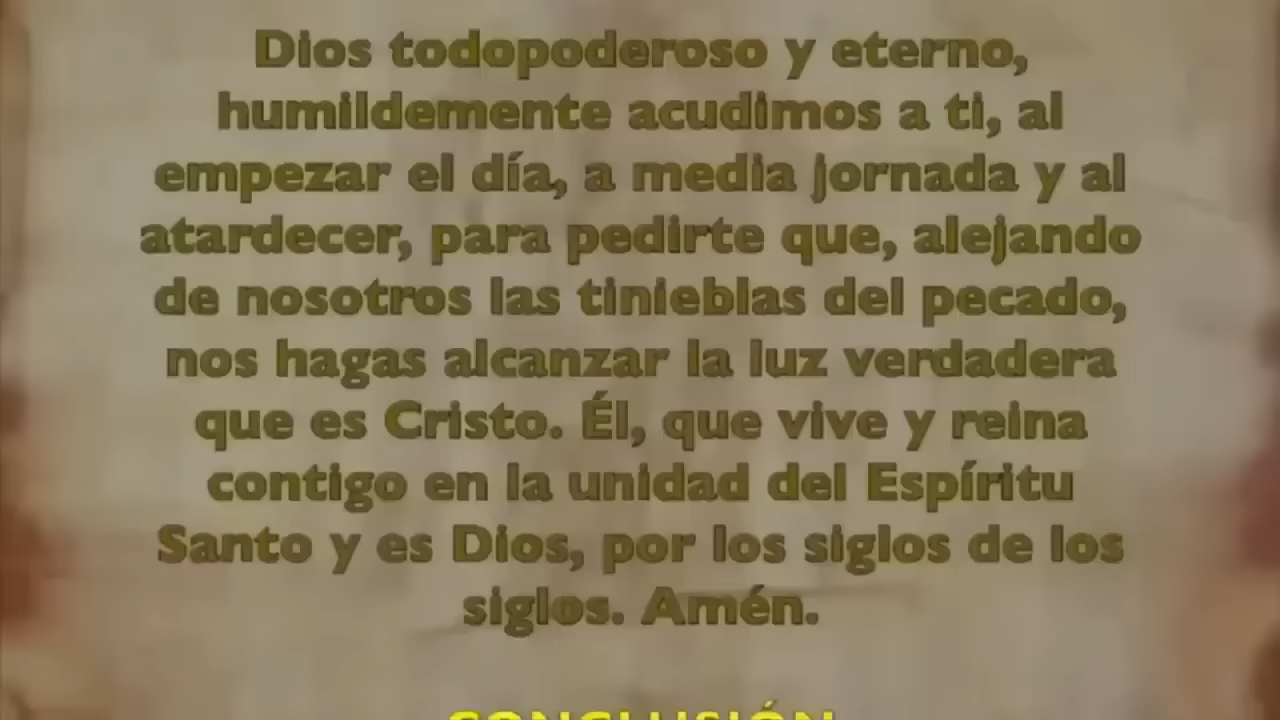 Dios todopoderoso y eterno,
humildemente acudimos a ti, al
empezar el día, a media jornada y al
atardecer, para pedirte que, alejando
de nosotros las tinieblas del pecado,
nos hagas alcanzar la luz verdadera
que es Cristo. Él, que vive y reina
contigo en la unidad del Espíritu
Santo y es Dios, por los siglos de los
siglos. Amén.
CONCLUSIÓN